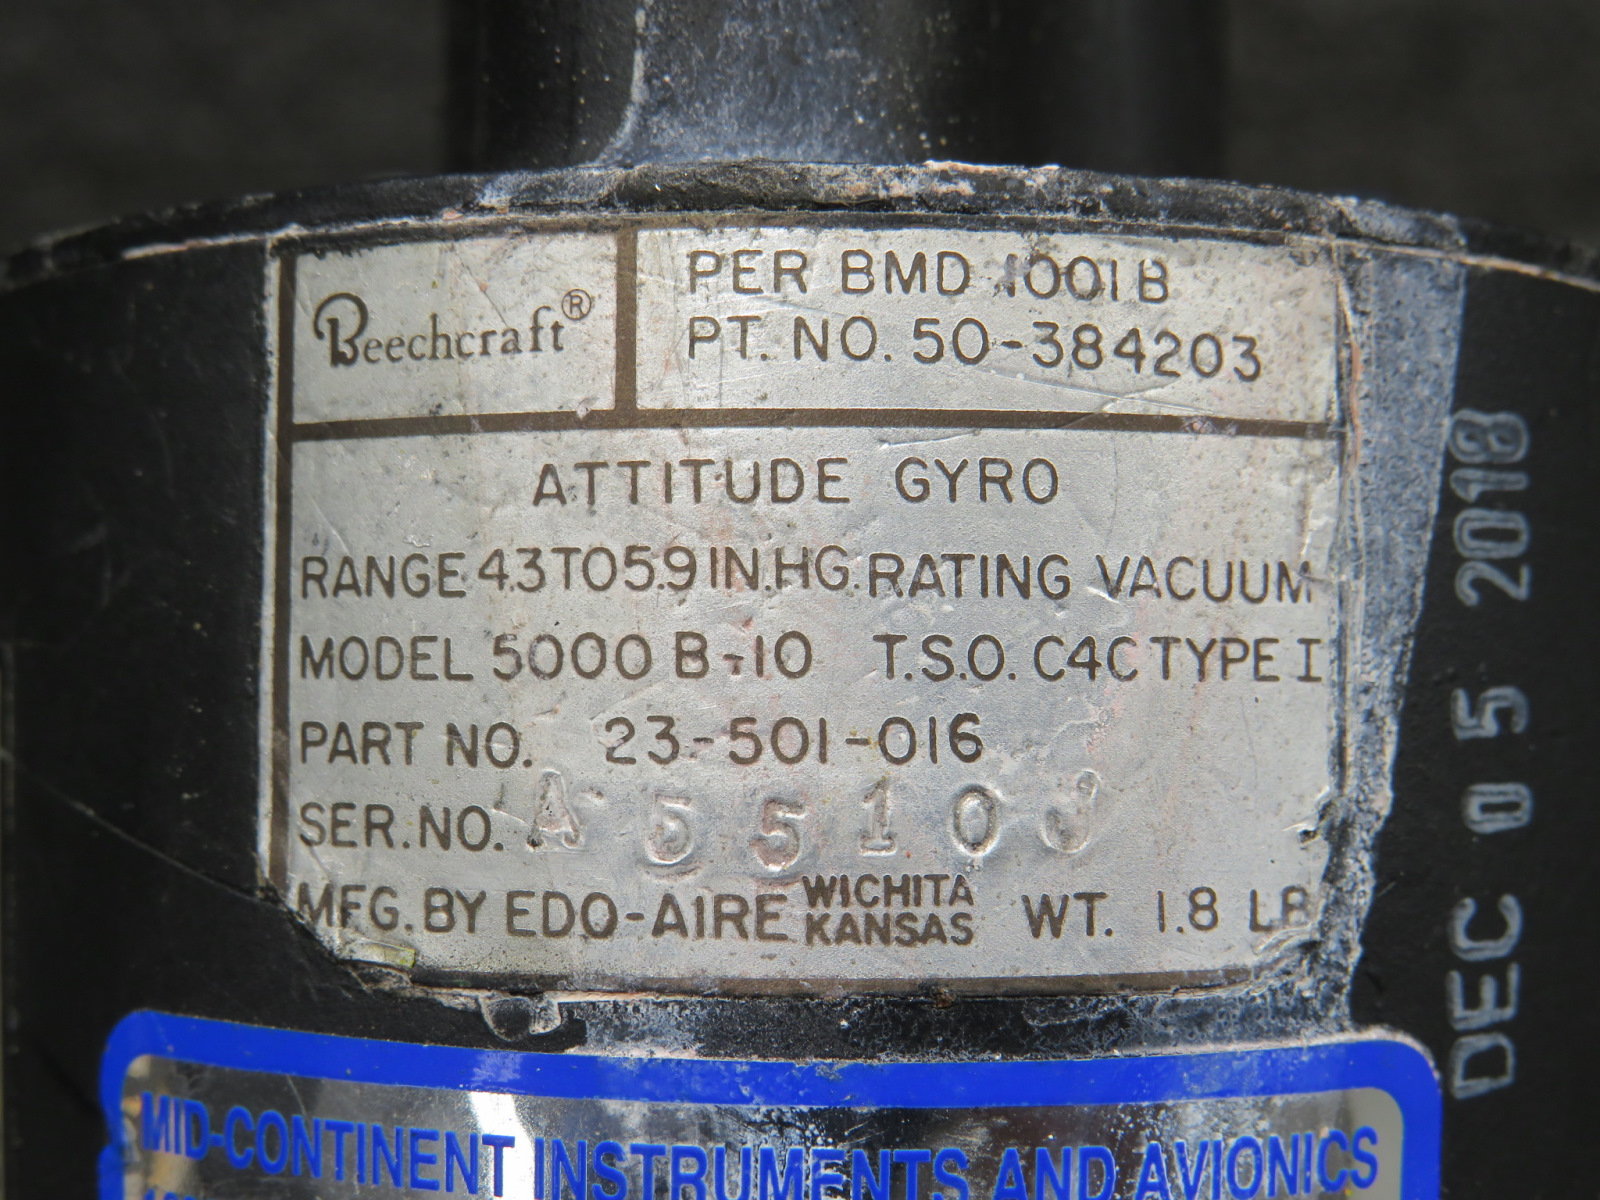 Beechcraft®
PER BMD 1001B
PT. NO. 50-384203
ATTITUDE GYRO
RANGE 4.3 TO 5.9 IN.HG. RATING VACUUM
MODEL 5000 B-10 T.S.O. C4C TYPE I
PART NO. 23-501-016
SER. NO. A5510J
MFG. BY EDO-AIRE WICHITA KANSAS WT. 1.8 LB
DEC 05 2018
MID-CONTINENT INSTRUMENTS AND AVIONICS